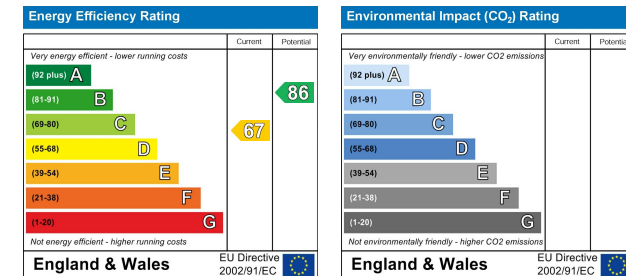 Energy Efficiency Rating
Current Potential
Very energy efficient - lower running costs
(92 plus) A
(81-91) B
(69-80) C
(55-68) D
(39-54) E
(21-38) F
(1-20) G
67
86
Not energy efficient - higher running costs
England & Wales
EU Directive
2002/91/EC
Environmental Impact (CO₂) Rating
Current Potential
Very environmentally friendly - lower CO2 emissions
(92 plus) A
(81-91) B
(69-80) C
(55-68) D
(39-54) E
(21-38) F
(1-20) G
Not environmentally friendly - higher CO2 emissions
England & Wales
EU Directive
2002/91/EC